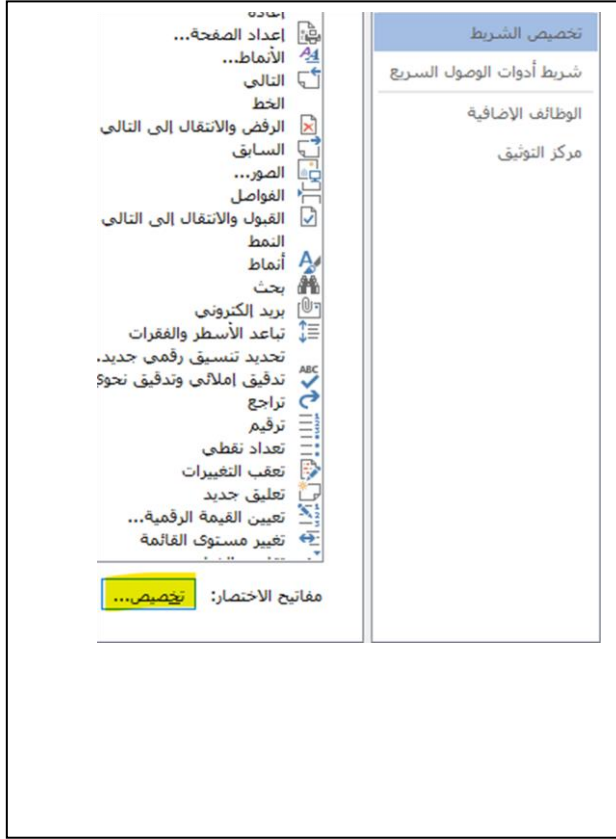 تخصيص الشريط
شريط أدوات الوصول السريع
الوظائف الإضافية
مركز التوثيق
إعادة
إعداد الصفحة...
الأنماط...
التالي
الخط
الرفض والانتقال إلى التالي
السابق
الصور...
الفواصل
القبول والانتقال إلى التالي
النمط
أنماط
بحث
بريد إلكتروني
تباعد الأسطر والفقرات
تحديد تنسيق رقمي جديد.
ABC
تدقيق إملائي وتدقيق نحوي
تراجع
ترقيم
تعداد نقطي
تعقب التغييرات
تعليق جديد
تعيين القيمة الرقمية...
تغيير مستوى القائمة
مفاتيح الاختصار: تخصيص...